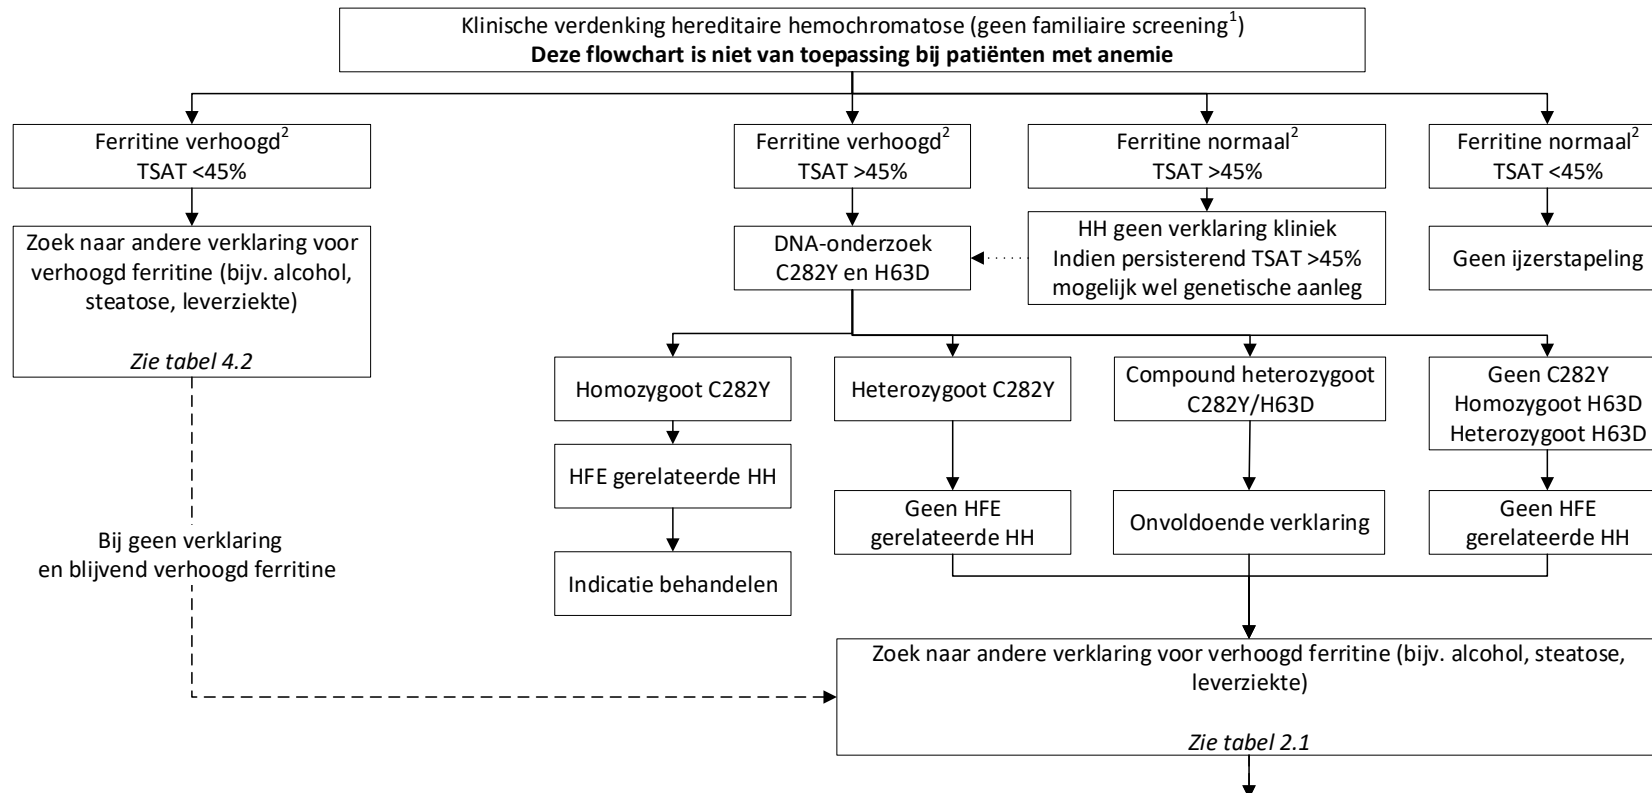 Klinische verdenking hereditaire hemochromatose (geen familiaire screening¹)
Deze flowchart is niet van toepassing bij patiënten met anemie
Ferritine verhoogd²
TSAT <45%
Ferritine verhoogd²
TSAT >45%
Ferritine normaal²
TSAT >45%
Ferritine normaal²
TSAT <45%
Zoek naar andere verklaring voor
verhoogd ferritine (bijv. alcohol,
steatose, leverziekte)
Zie tabel 4.2
DNA-onderzoek
C282Y en H63D
HH geen verklaring kliniek
Indien persisterend TSAT >45%
mogelijk wel genetische aanleg
Geen ijzerstapeling
Homozygoot C282Y
Heterozygoot C282Y
Compound heterozygoot
C282Y/H63D
Geen C282Y
Homozygoot H63D
Heterozygoot H63D
HFE gerelateerde HH
Geen HFE
gerelateerde HH
Onvoldoende verklaring
Geen HFE
gerelateerde HH
Indicatie behandelen
Bij geen verklaring
en blijvend verhoogd ferritine
Zoek naar andere verklaring voor verhoogd ferritine (bijv. alcohol, steatose,
leverziekte)
Zie tabel 2.1